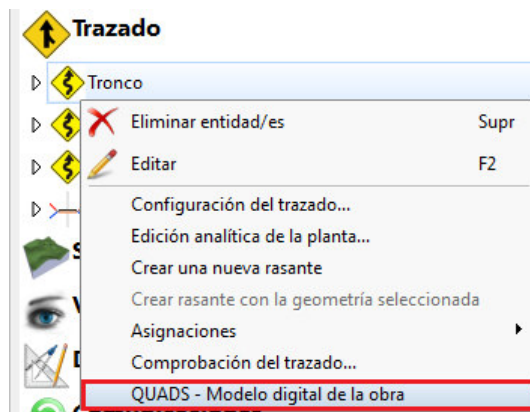 Trazado
Tronco
Eliminar entidad/es Supr
Editar F2
Configuración del trazado...
Edición analítica de la planta...
Crear una nueva rasante
Crear rasante con la geometría seleccionada
Asignaciones
Comprobación del trazado...
QUADS - Modelo digital de la obra